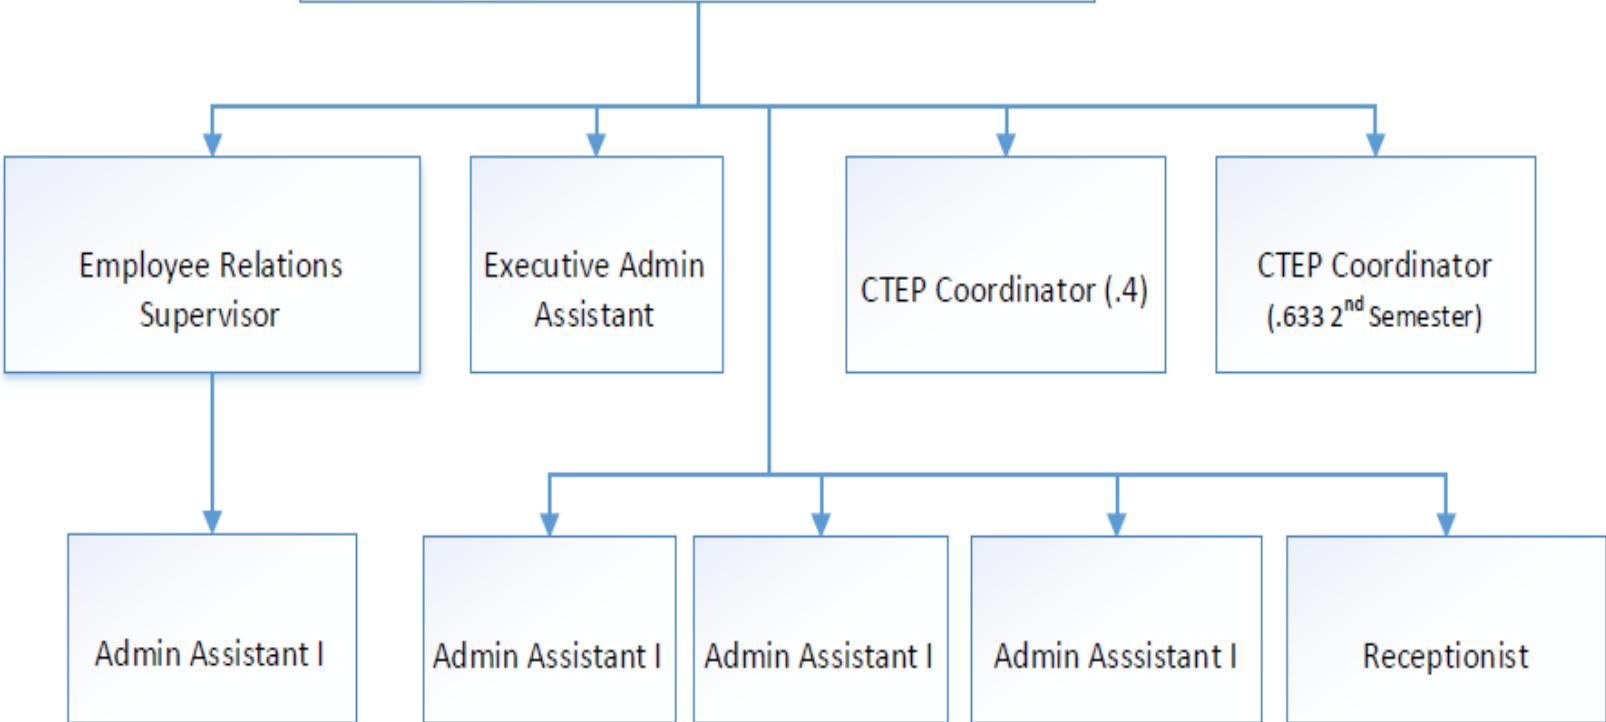 Employee Relations
Supervisor
Executive Admin
Assistant
CTEP Coordinator (.4)
CTEP Coordinator
(.633 2nd Semester)
Admin Assistant I
Admin Assistant I
Admin Assistant I
Admin Asssistant I
Receptionist